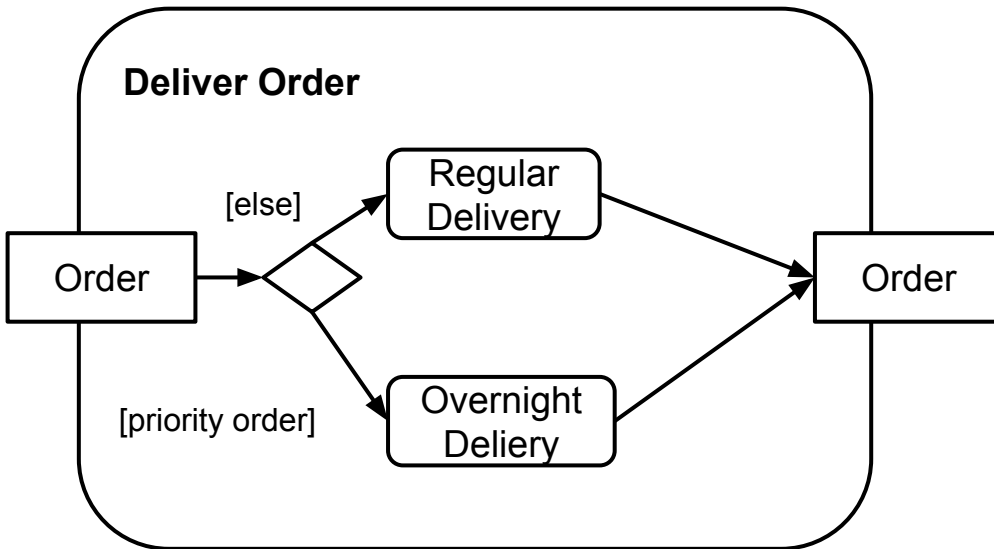 Deliver Order
[else]
Regular
Delivery
Order
Order
[priority order]
Overnight
Deliery